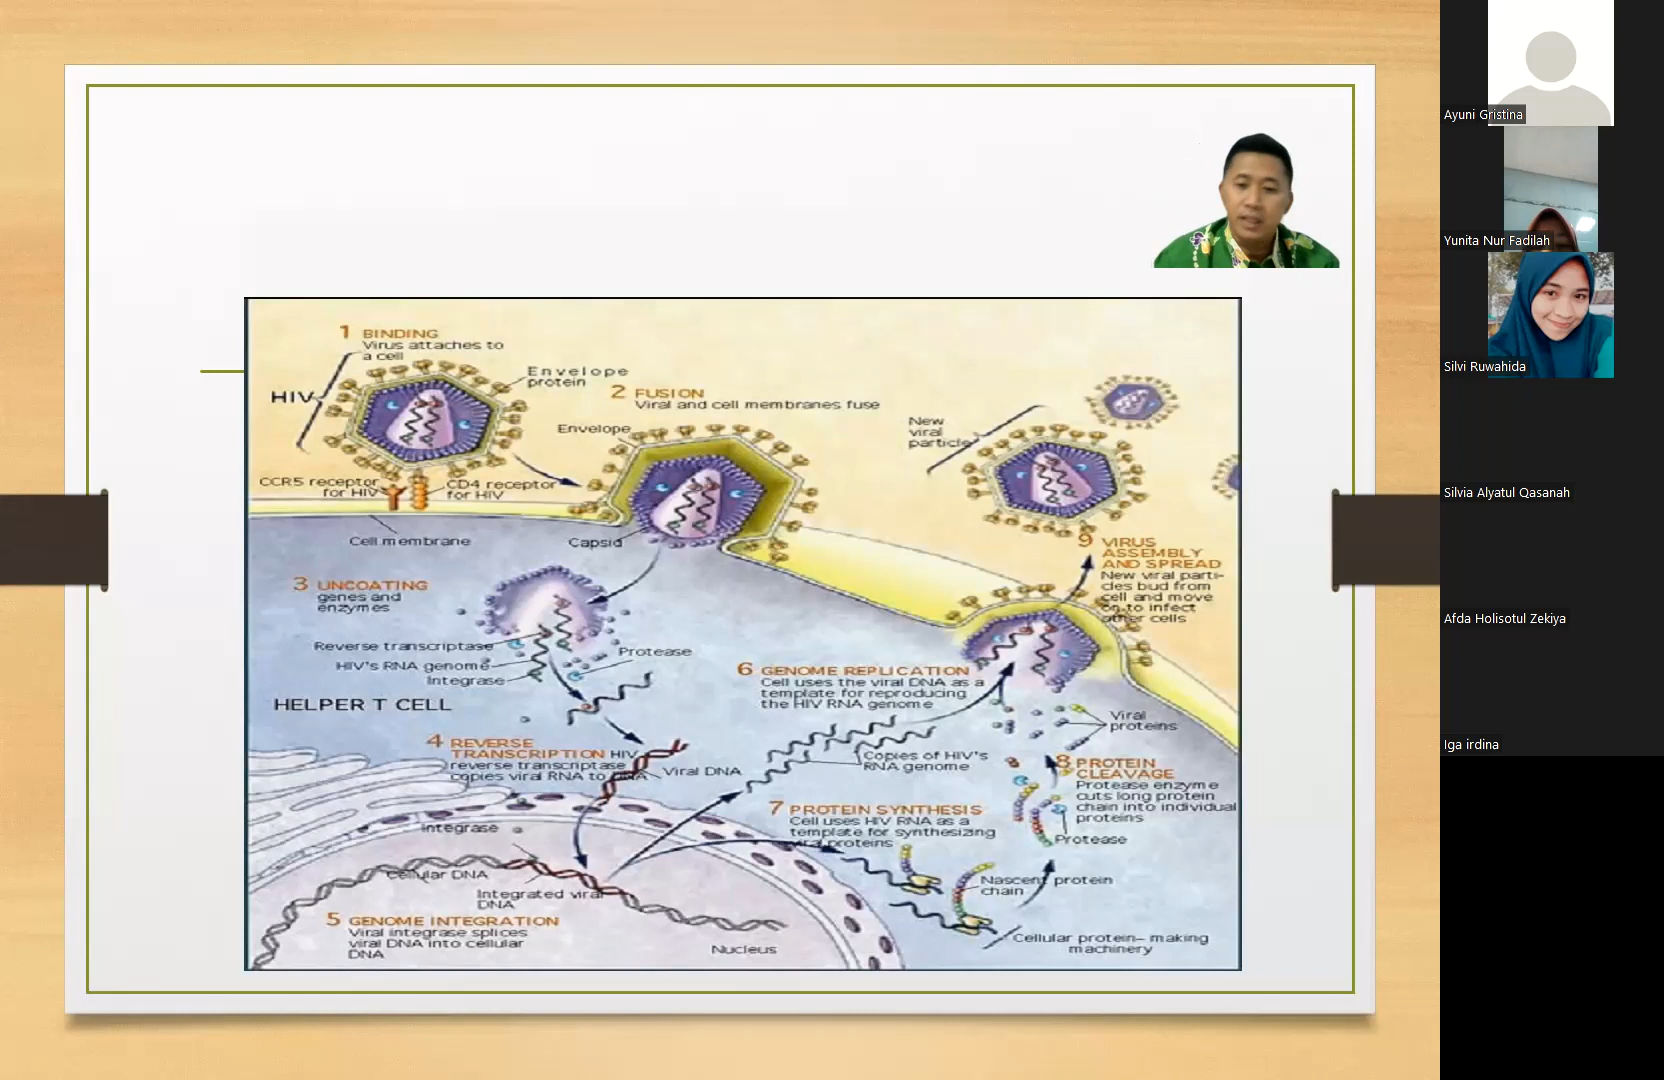 1 BINDING
Virus attaches to
a cell
Envelope
protein
HIV
2 FUSION
Viral and cell membranes fuse
Envelope
New
viral
particle
CCR5 receptor
for HIV
CD4 receptor
for HIV
Cell membrane
Capsid
9 VIRUS
ASSEMBLY
AND SPREAD
New viral parti-
cles bud from
cell and move
on to infect
other cells
3 UNCOATING
genes and
enzymes
Reverse transcriptase
HIV's RNA genome
Integrase
Protease
HELPER T CELL
6 GENOME REPLICATION
Cell uses the viral DNA as a
template for reproducing
the HIV RNA genome
Viral
proteins
4 REVERSE
TRANSCRIPTION HIV
reverse transcriptase
copies viral RNA to DNA
Viral DNA
Copies of HIV's
RNA genome
8 PROTEIN
CLEAVAGE
Protease enzyme
cuts long protein
chain into individual
proteins
Protease
7 PROTEIN SYNTHESIS
Cell uses HIV RNA as a
template for synthesizing
viral proteins
Integrase
Cellular DNA
Integrated viral
DNA
Nascent protein
chain
5 GENOME INTEGRATION
Viral integrase splices
viral DNA into cellular
DNA
Nucleus
Cellular protein- making
machinery
Ayuni Gristina
Yunita Nur Fadilah
Silvi Ruwahida
Silvia Alyatul Qasanah
Afda Holisotul Zekiya
Iga irdina